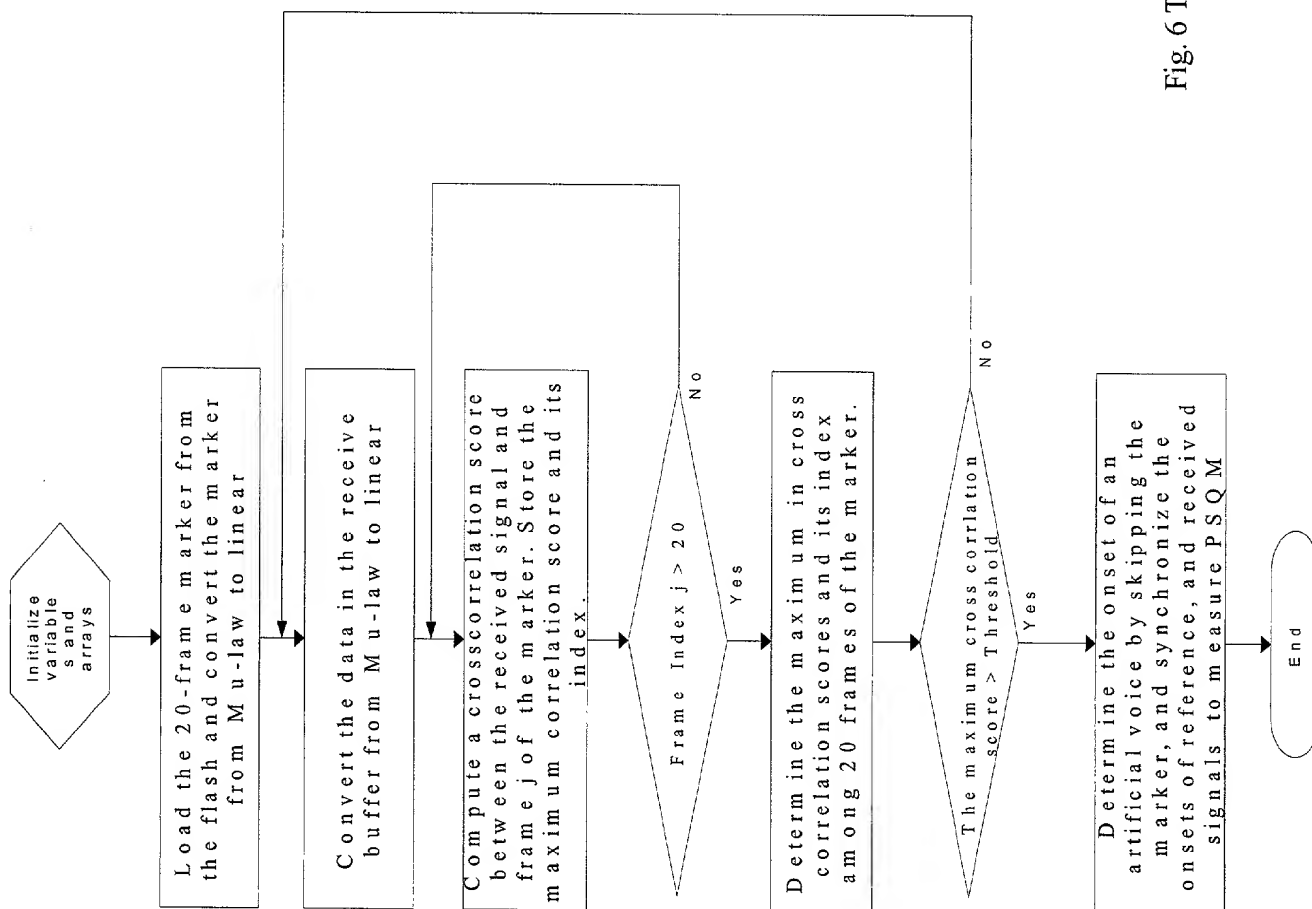 Initialize
variable
s and
arrays
Load the 20-frame marker from
the flash and convert the marker
from Mu-law to linear
Convert the data in the receive
buffer from Mu-law to linear
Compute a crosscorrelation score
between the received signal and
frame j of the marker. Store the
maximum correlation score and its
index.
Frame Index j > 20
No
Yes
Determine the maximum in cross
correlation scores and its index
among 20 frames of the marker.
The maximum cross corrlation
score > Threshold
No
Yes
Determine the onset of an
artificial voice by skipping the
marker, and synchronize the
onsets of reference, and received
signals to measure PSQM
End
Fig. 6 T